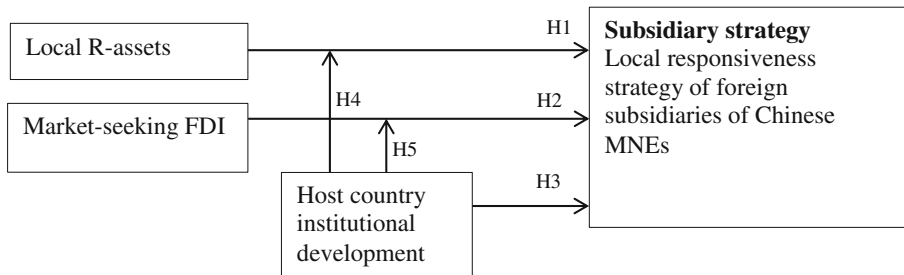 Local R-assets
H1
Subsidiary strategy
Local responsiveness
strategy of foreign
subsidiaries of Chinese
MNEs
H4
Market-seeking FDI
H2
H5
Host country
institutional
development
H3